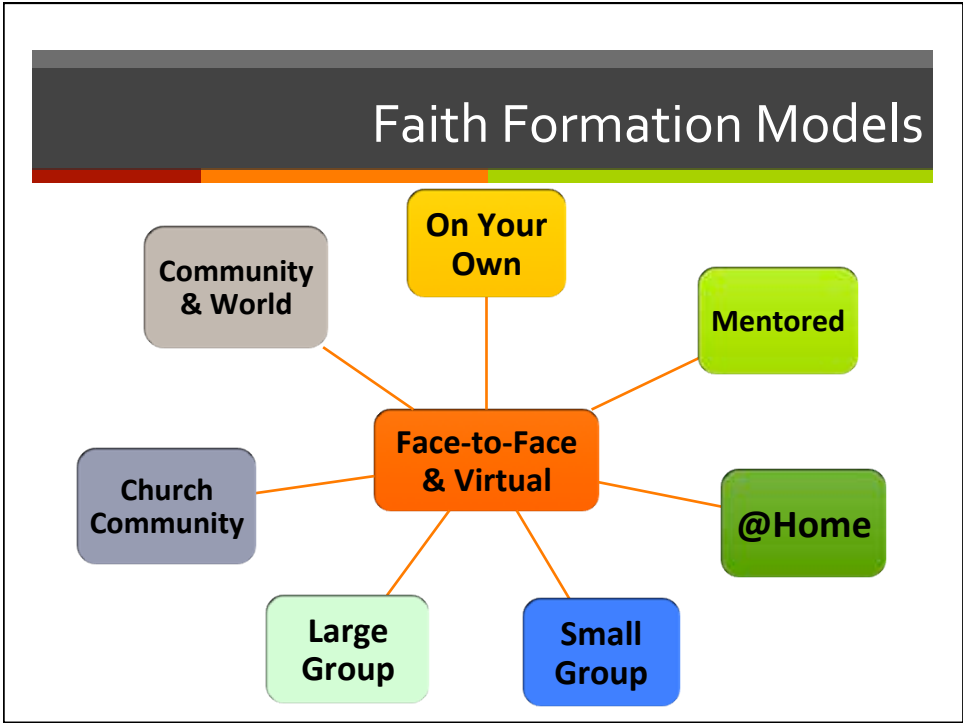 Faith Formation Models
On Your
Own
Community
& World
Mentored
Face-to-Face
& Virtual
Church
Community
@Home
Large
Group
Small
Group